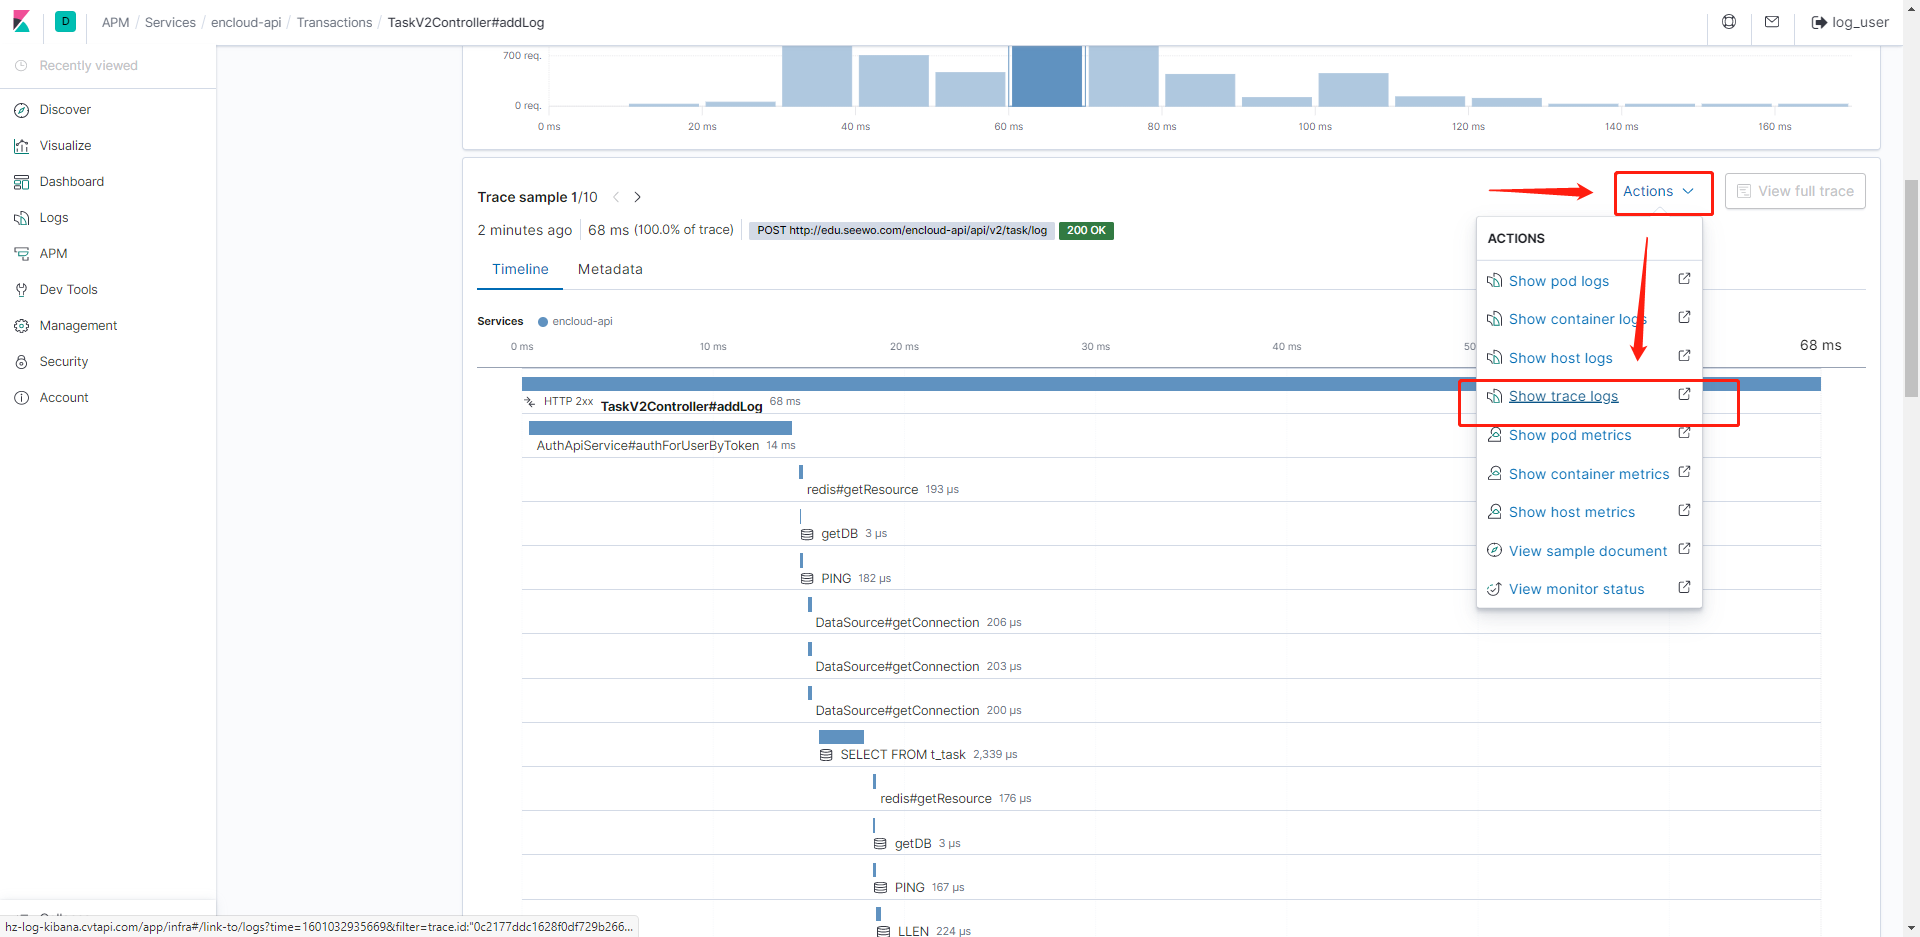 D APM / Services / encloud-api / Transactions / TaskV2Controller#addLog log_user
Recently viewed
Discover
Visualize
Dashboard
Logs
APM
Dev Tools
Management
Security
Account
700 req.
0 req.
0 ms 20 ms 40 ms 60 ms 80 ms 100 ms 120 ms 140 ms 160 ms
Trace sample 1/10
Actions
View full trace
2 minutes ago 68 ms (100.0% of trace) POST http://edu.seewo.com/encloud-api/api/v2/task/log 200 OK
Timeline Metadata
ACTIONS
Show pod logs
Show container logs
Show host logs
Show trace logs
Show pod metrics
Show container metrics
Show host metrics
View sample document
View monitor status
Services encloud-api
0 ms 10 ms 20 ms 30 ms 40 ms 50 68 ms
HTTP 2xx TaskV2Controller#addLog 68 ms
AuthApiService#authForUserByToken 14 ms
redis#getResource 193 μs
getDB 3 μs
PING 182 μs
DataSource#getConnection 206 μs
DataSource#getConnection 203 μs
DataSource#getConnection 200 μs
SELECT FROM t_task 2,339 μs
redis#getResource 176 μs
getDB 3 μs
PING 167 μs
LLEN 224 μs
hz-log-kibana.cvtapi.com/app/infra#/link-to/logs?time=1601032935669&filter=trace.id:"0c2177ddc1628f0df729b266...